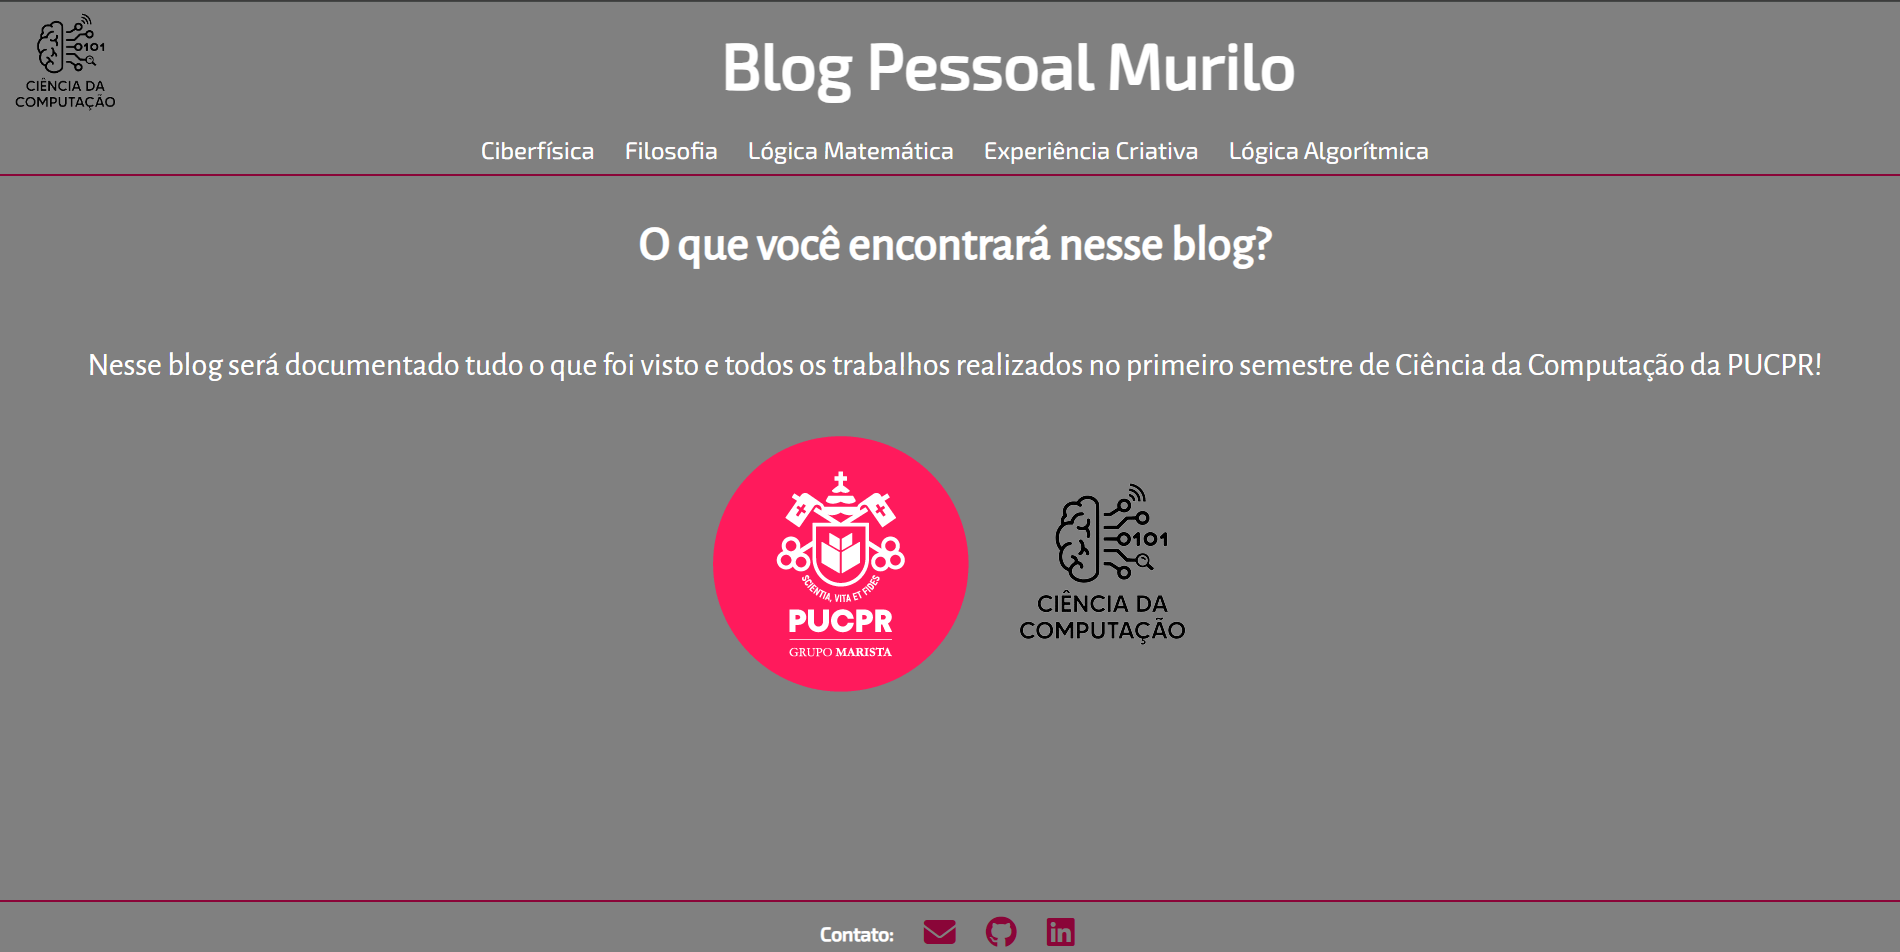 CIÊNCIA DA
COMPUTAÇÃO
Blog Pessoal Murilo
Ciberfísica Filosofia Lógica Matemática Experiência Criativa Lógica Algorítmica
O que você encontrará nesse blog?
Nesse blog será documentado tudo o que foi visto e todos os trabalhos realizados no primeiro semestre de Ciência da Computação da PUCPR!
SCIENTIA, VITA ET FIDES
PUCPR
GRUPO MARISTA
0101
CIÊNCIA DA
COMPUTAÇÃO
Contato:
in